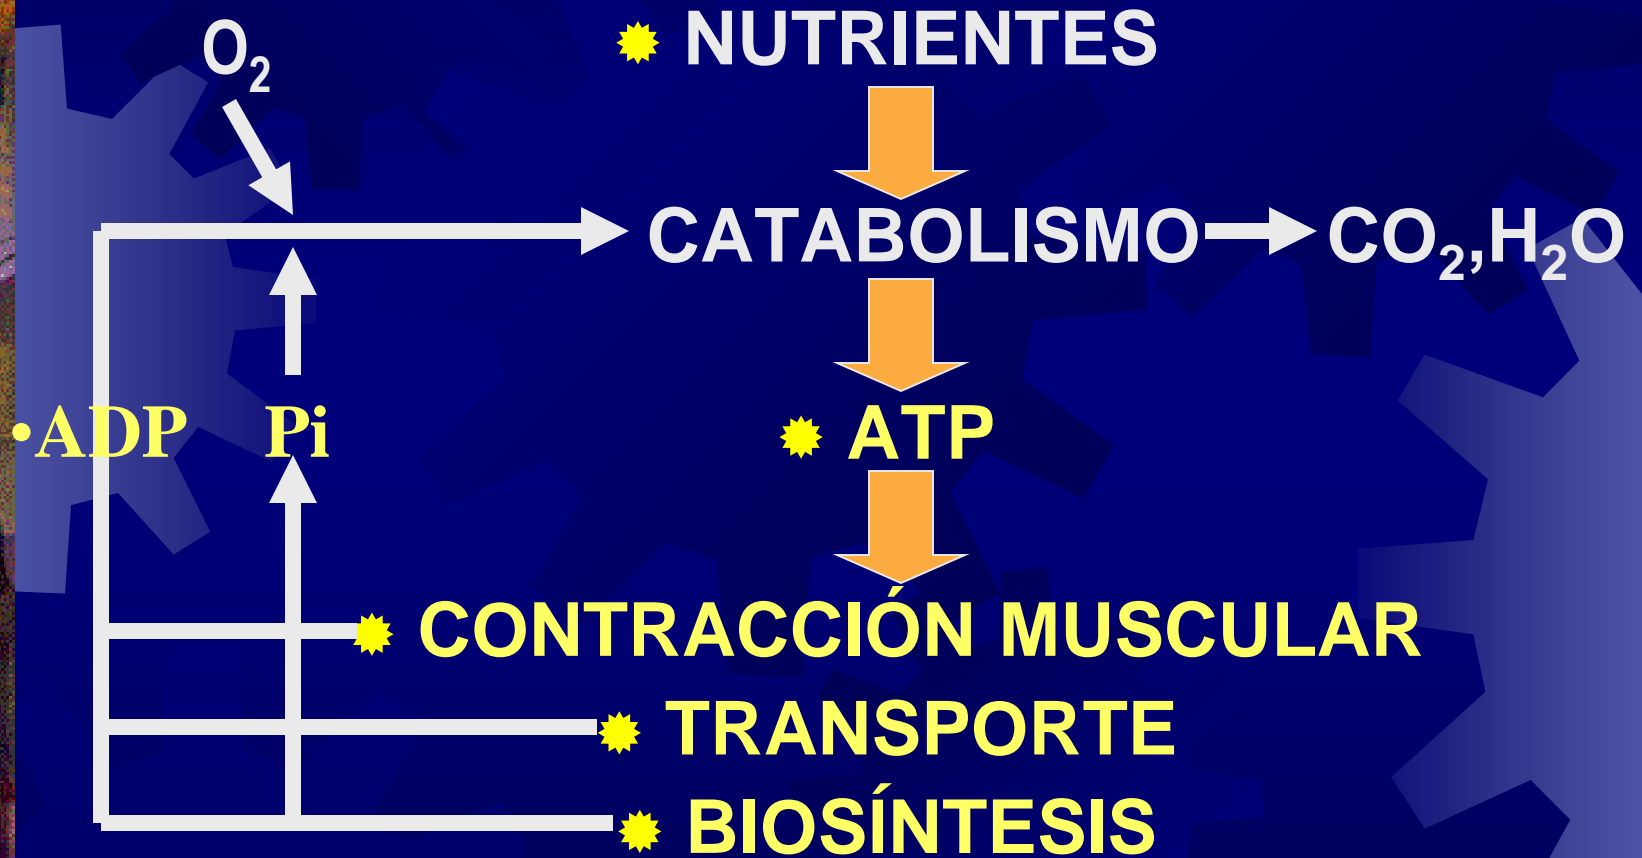 O₂
NUTRIENTES
CATABOLISMO CO₂,H₂O
•ADP Pi
ATP
CONTRACCIÓN MUSCULAR
TRANSPORTE
BIOSÍNTESIS